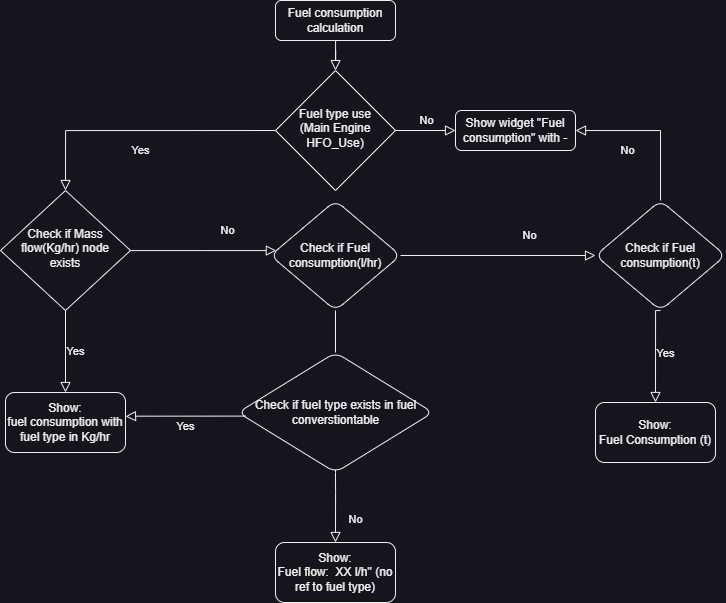 Fuel consumption
calculation
Fuel type use
(Main Engine
HFO_Use)
No
Show widget "Fuel
consumption" with -
Yes
No
Check if Mass
flow(Kg/hr) node
exists
No
Check if Fuel
consumption(l/hr)
No
Check if Fuel
consumption(t)
Yes
Yes
Show:
fuel consumption with
fuel type in Kg/hr
Yes
Check if fuel type exists in fuel
converstiontable
Show:
Fuel Consumption (t)
No
Show:
Fuel flow:  XX l/h" (no
ref to fuel type)